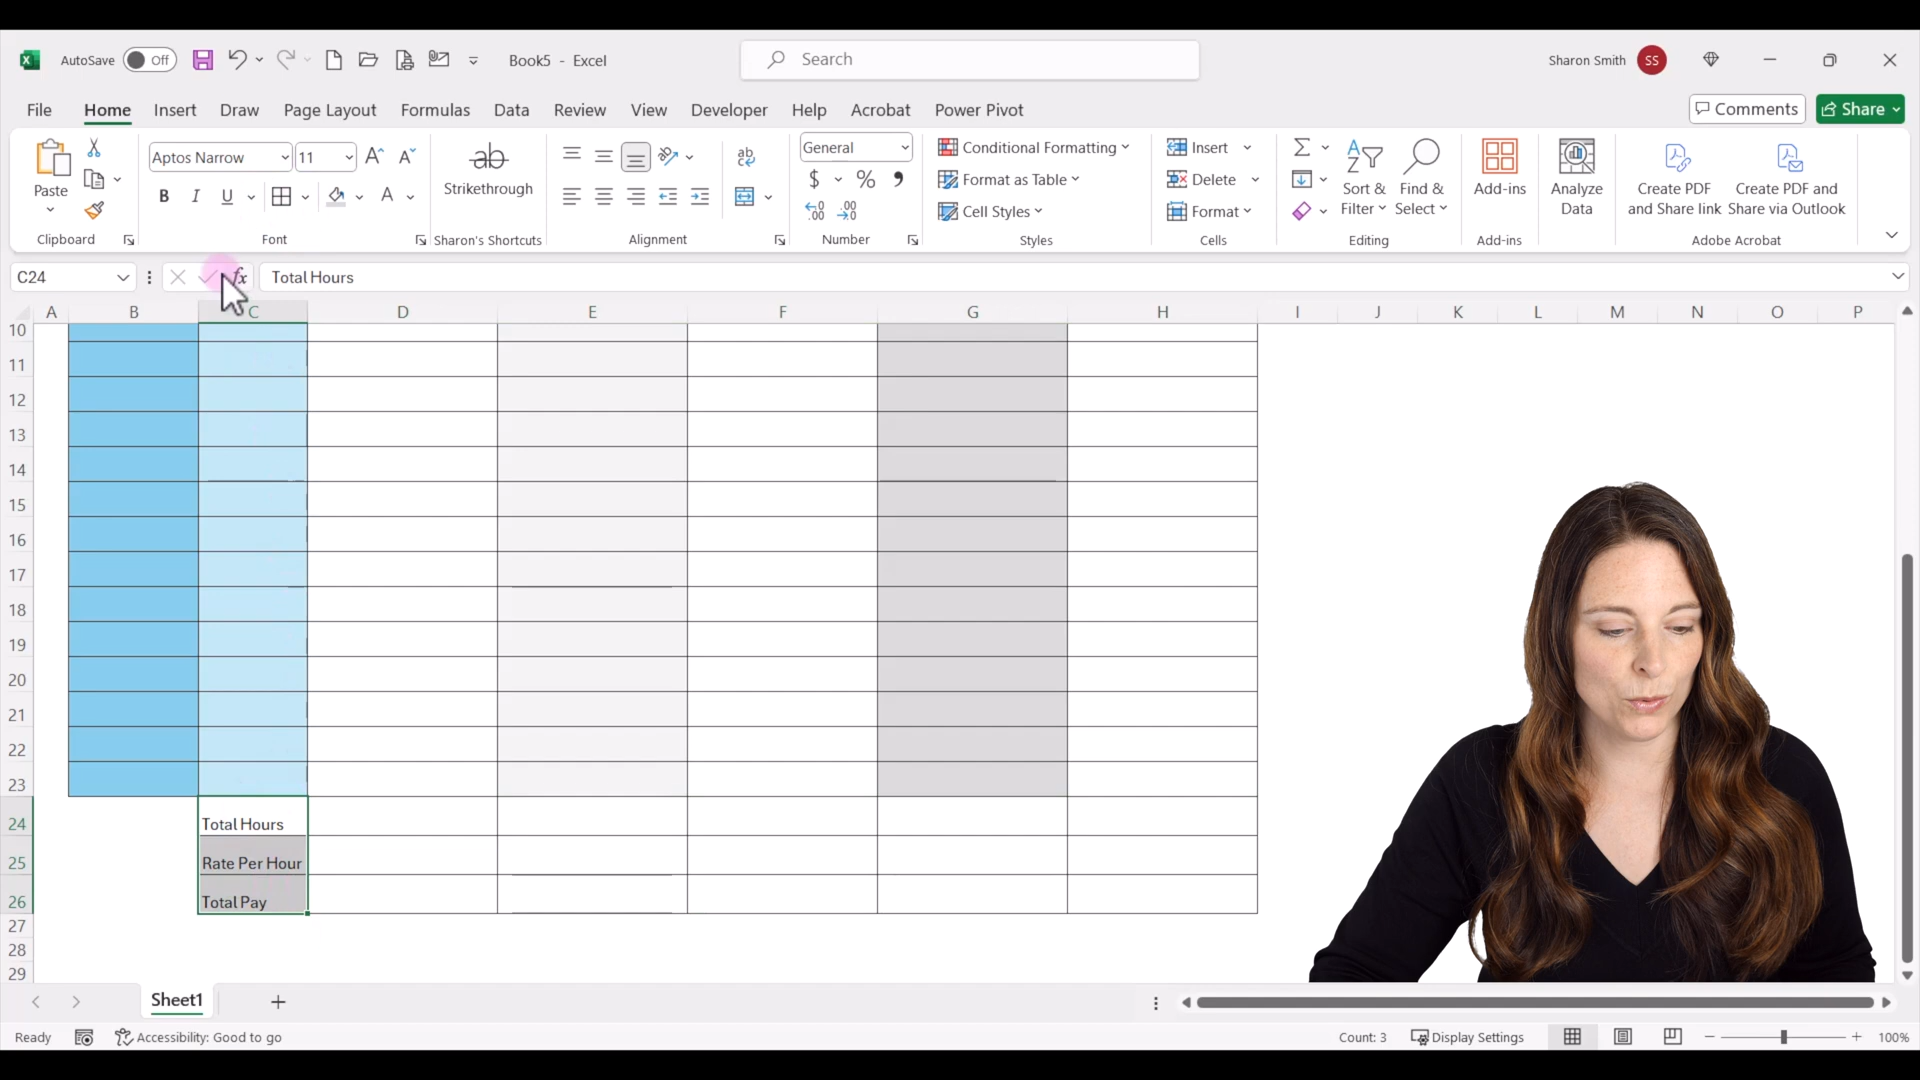 AutoSave Off Book5 - Excel Search Sharon Smith SS
File Home Insert Draw Page Layout Formulas Data Review View Developer Help Acrobat Power Pivot Comments Share
Paste
Clipboard
Aptos Narrow 11
B I U A
Font
ab
Strikethrough
Sharon's Shortcuts
ab
c
Alignment
General
$ % ,
.00
.00
Number
Conditional Formatting
Format as Table
Cell Styles
Styles
Insert
Delete
Format
Cells
Sort &
Filter
Find &
Select
Editing
Add-ins
Add-ins
Analyze
Data
Create PDF
and Share link
Create PDF and
Share via Outlook
Adobe Acrobat
C24 fx Total Hours
A B C D E F G H I J K L M N O P
10
11
12
13
14
15
16
17
18
19
20
21
22
23
24 Total Hours
25 Rate Per Hour
26 Total Pay
27
28
29
Sheet1
Ready Accessibility: Good to go Count: 3 Display Settings 100%